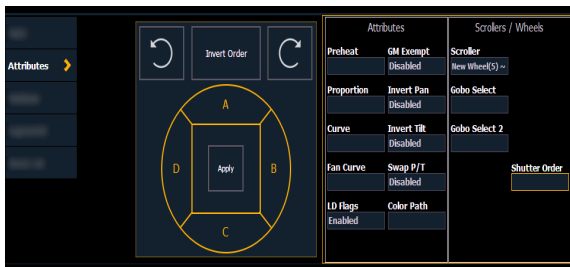 Attributes
Invert Order
A
B
C
D
Apply
Attributes
Preheat
GM Exempt
Disabled
Proportion
Invert Pan
Disabled
Curve
Invert Tilt
Disabled
Fan Curve
Swap P/T
Disabled
LD Flags
Enabled
Color Path
Scrollers / Wheels
Scroller
New Wheel(5) ~
Gobo Select
Gobo Select 2
Shutter Order